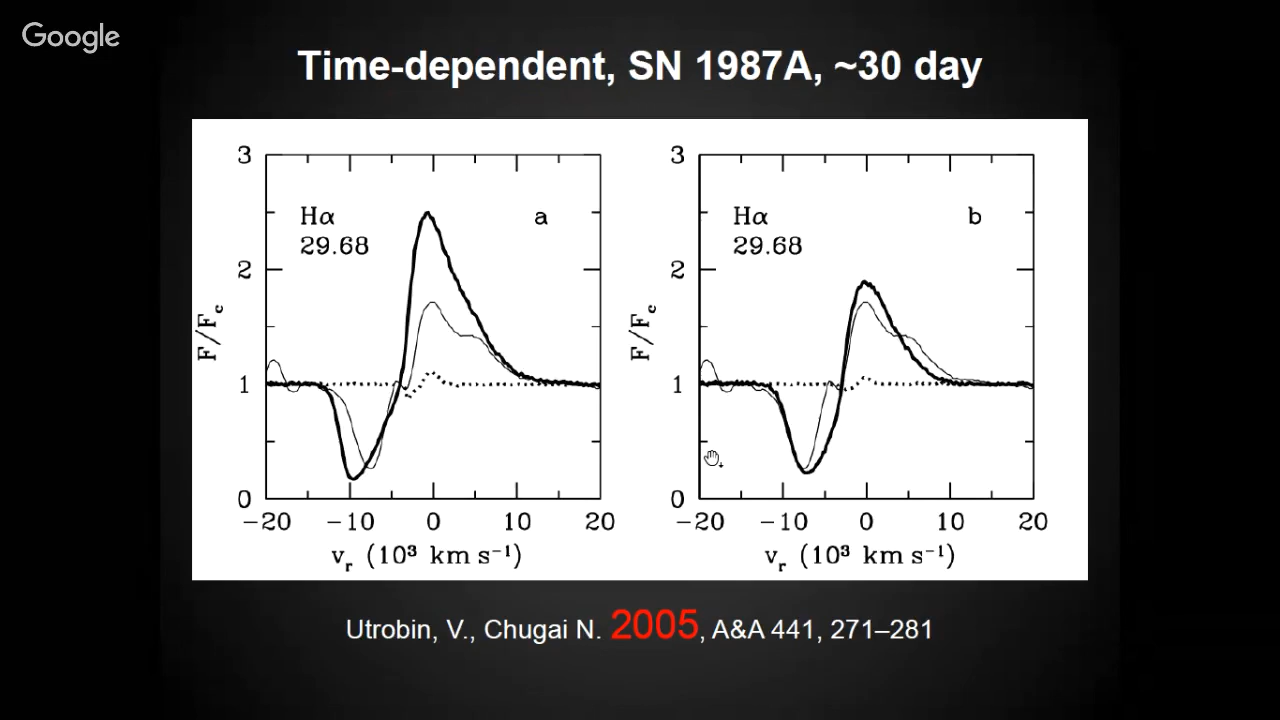 Google
Time-dependent, SN 1987A, ~30 day
3
2
1
0
F/Fc
Hα
29.68
a
−20 −10 0 10 20
vr (10³ km s⁻¹)
3
2
1
0
F/Fc
Hα
29.68
b
−20 −10 0 10 20
vr (10³ km s⁻¹)
Utrobin, V., Chugai N. 2005, A&A 441, 271–281